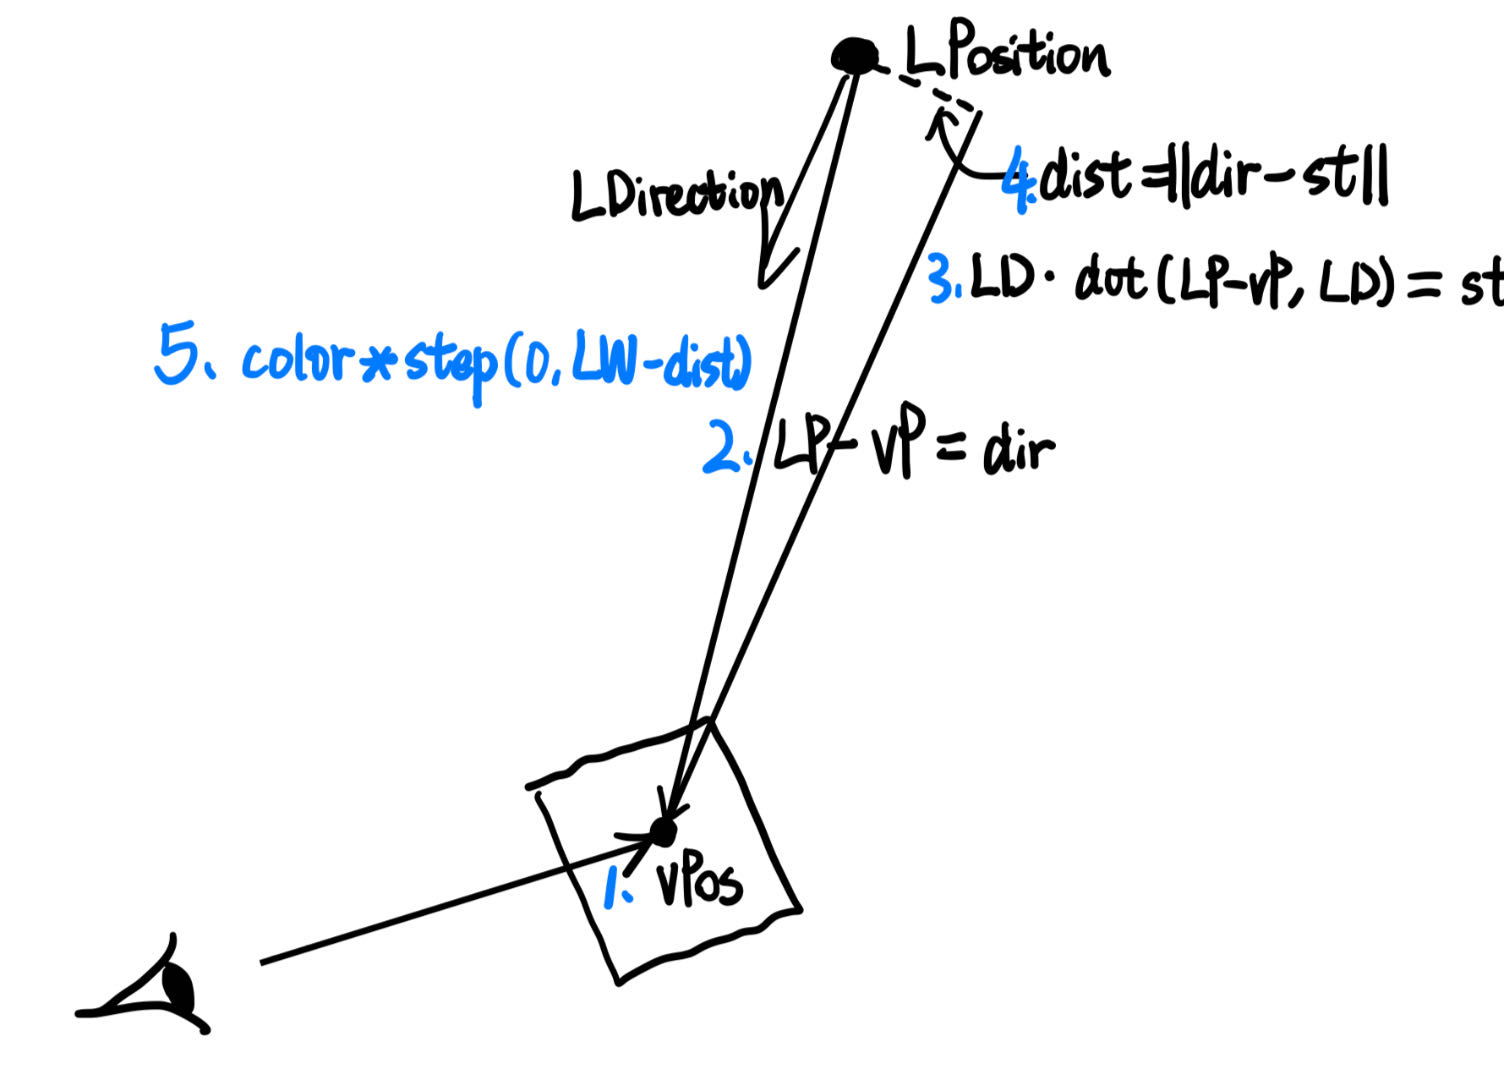 LPosition
LDirection
4. dist = ||dir - st||
3. LD · dot (LP-vP, LD) = st
5. color * step (0, LW - dist)
2. LP - vP = dir
1. vPos